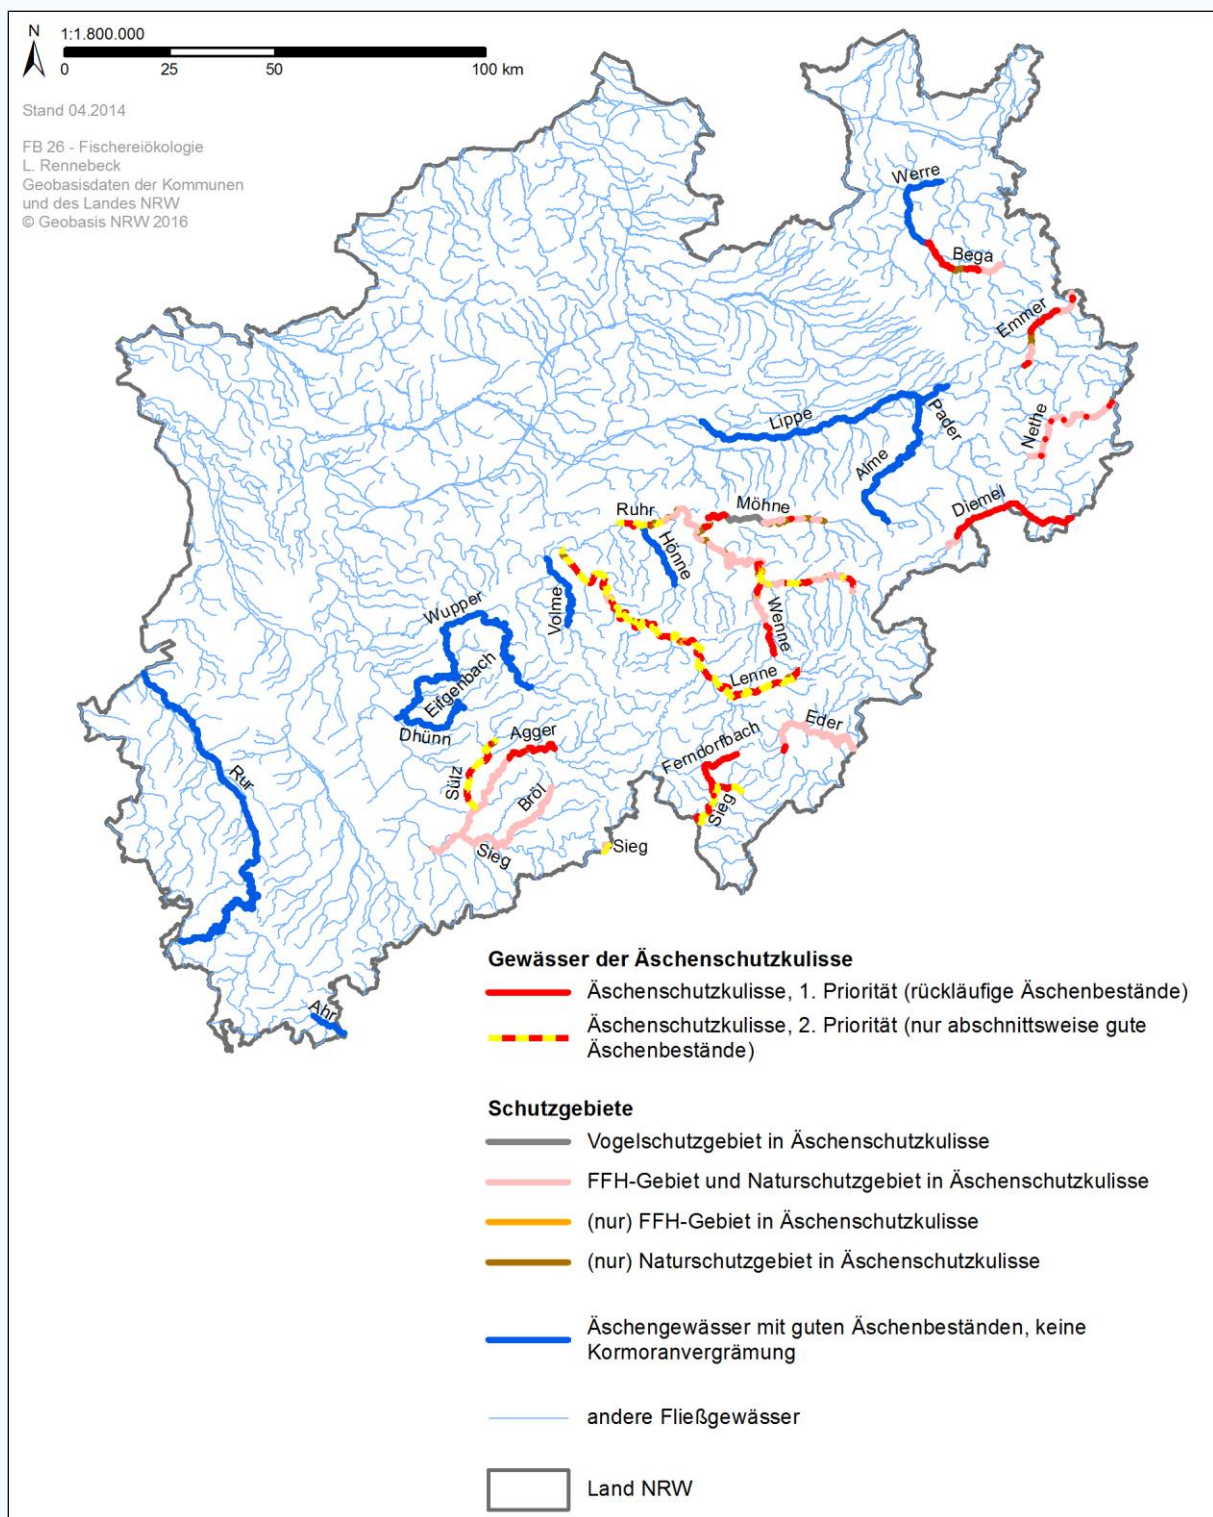 N
1:1.800.000
0 25 50 100 km
Stand 04.2014
FB 26 - Fischereiökologie
L. Rennebeck
Geobasisdaten der Kommunen
und des Landes NRW
© Geobasis NRW 2016
Werre
Bega
Emmer
Nethe
Lippe
Pader
Alme
Diemel
Ruhr
Möhne
Hönne
Volme
Wenne
Lenne
Wupper
Eifgenbach
Dhünn
Agger
Sülz
Bröl
Sieg
Ferndorfbach
Eder
Sieg
Sieg
Rur
Ahr
Gewässer der Äschenschutzkulisse
Äschenschutzkulisse, 1. Priorität (rückläufige Äschenbestände)
Äschenschutzkulisse, 2. Priorität (nur abschnittsweise gute
Äschenbestände)
Schutzgebiete
Vogelschutzgebiet in Äschenschutzkulisse
FFH-Gebiet und Naturschutzgebiet in Äschenschutzkulisse
(nur) FFH-Gebiet in Äschenschutzkulisse
(nur) Naturschutzgebiet in Äschenschutzkulisse
Äschengewässer mit guten Äschenbeständen, keine
Kormoranvergrämung
andere Fließgewässer
Land NRW